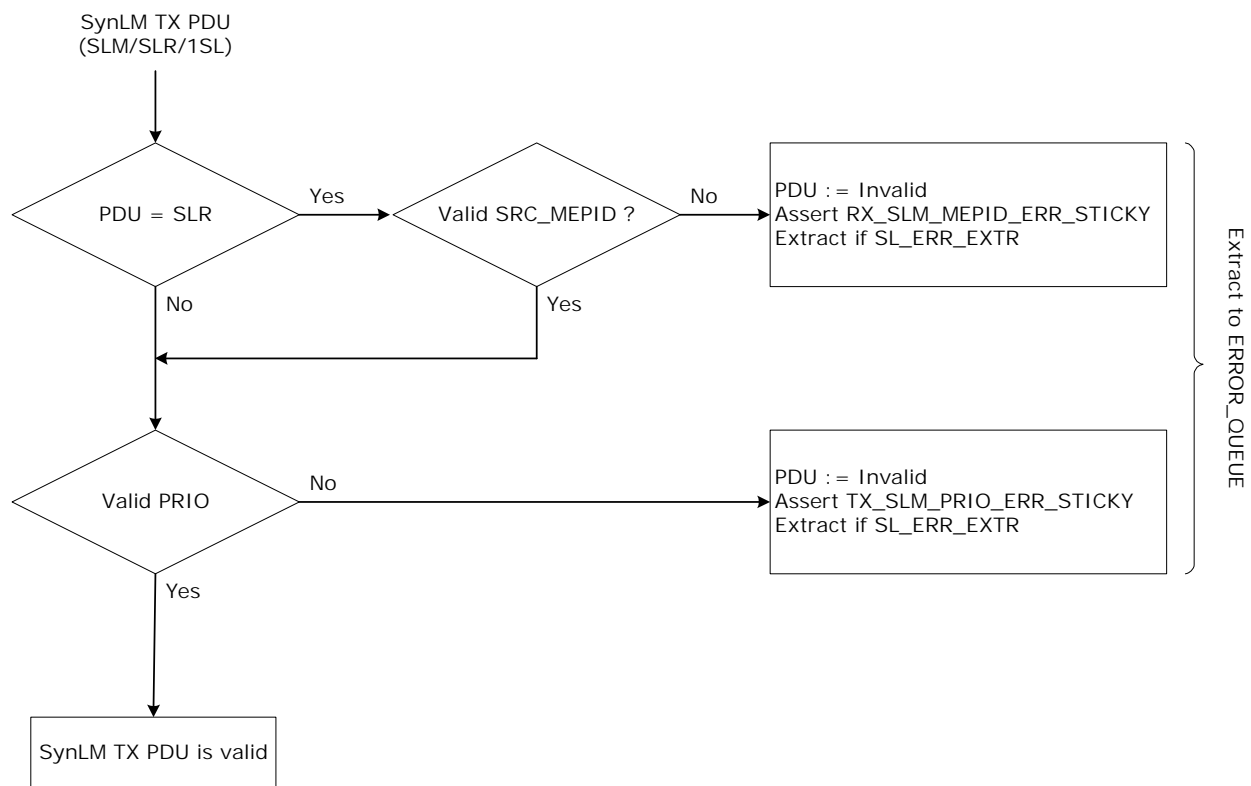 SynLM TX PDU
(SLM/SLR/1SL)
PDU = SLR
Yes
Valid SRC_MEPID ?
No
PDU := Invalid
Assert RX_SLM_MEPID_ERR_STICKY
Extract if SL_ERR_EXTR
No
Yes
Extract to ERROR_QUEUE
Valid PRIO
No
PDU := Invalid
Assert TX_SLM_PRIO_ERR_STICKY
Extract if SL_ERR_EXTR
Yes
SynLM TX PDU is valid